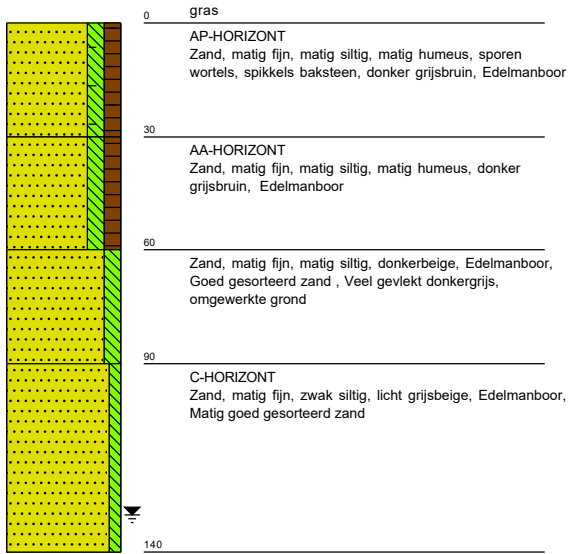 gras
0
AP-HORIZONT
Zand, matig fijn, matig siltig, matig humeus, sporen
wortels, spikkels baksteen, donker grijsbruin, Edelmanboor
30
AA-HORIZONT
Zand, matig fijn, matig siltig, matig humeus, donker
grijsbruin, Edelmanboor
60
Zand, matig fijn, matig siltig, donkerbeige, Edelmanboor,
Goed gesorteerd zand , Veel gevlekt donkergrijs,
omgewerkte grond
90
C-HORIZONT
Zand, matig fijn, zwak siltig, licht grijsbeige, Edelmanboor,
Matig goed gesorteerd zand
140